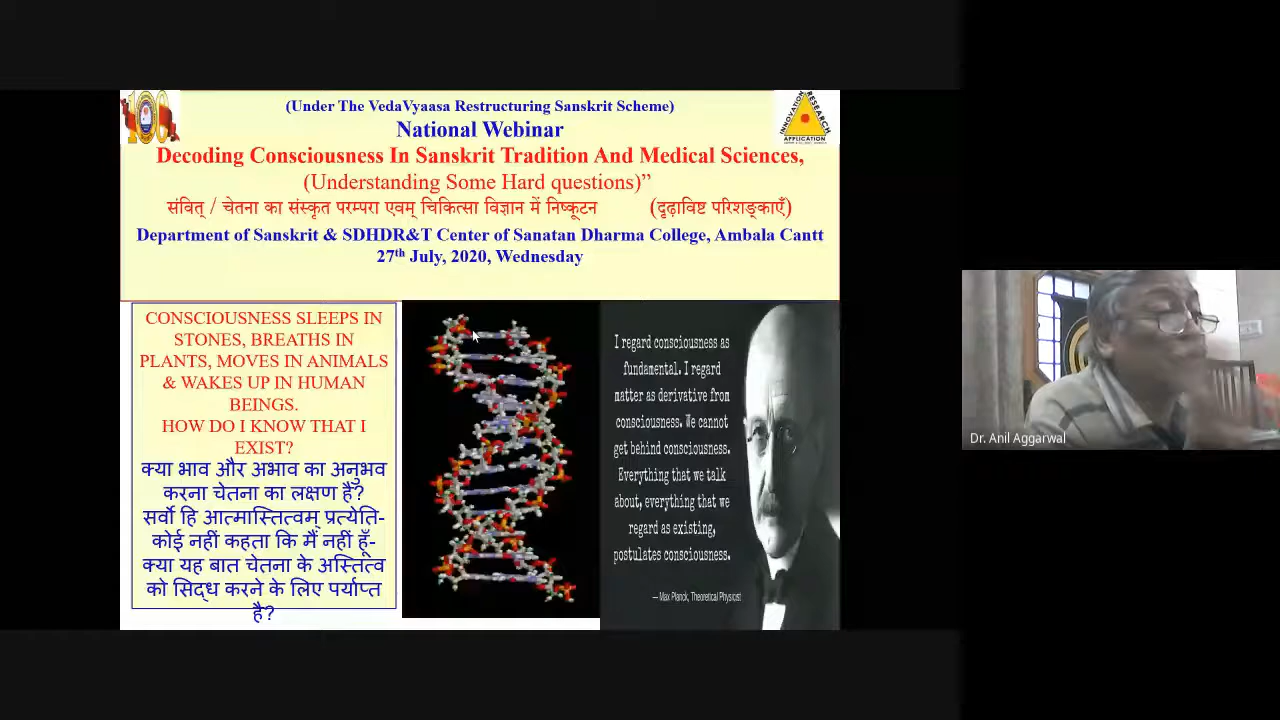 (Under The VedaVyaasa Restructuring Sanskrit Scheme)
National Webinar
Decoding Consciousness In Sanskrit Tradition And Medical Sciences,
(Understanding Some Hard questions)”
संवित् / चेतना का संस्कृत परम्परा एवम् चिकित्सा विज्ञान में निष्कूटन (दृढ़ाविष्ट परिशङ्काएँ)
Department of Sanskrit & SDHDR&T Center of Sanatan Dharma College, Ambala Cantt
27th July, 2020, Wednesday
100
INNOVATION
RESEARCH
APPLICATION
CONSCIOUSNESS SLEEPS IN
STONES, BREATHS IN
PLANTS, MOVES IN ANIMALS
& WAKES UP IN HUMAN
BEINGS.
HOW DO I KNOW THAT I
EXIST?
क्या भाव और अभाव का अनुभव
करना चेतना का लक्षण है?
सर्वो हि आत्मास्तित्वम् प्रत्येति-
कोई नहीं कहता कि मैं नहीं हूँ-
क्या यह बात चेतना के अस्तित्व
को सिद्ध करने के लिए पर्याप्त
है?
I regard consciousness as
fundamental. I regard
matter as derivative from
consciousness. We cannot
get behind consciousness.
Everything that we talk
about, everything that we
regard as existing,
postulates consciousness.
— Max Planck, Theoretical Physicist
Dr. Anil Aggarwal